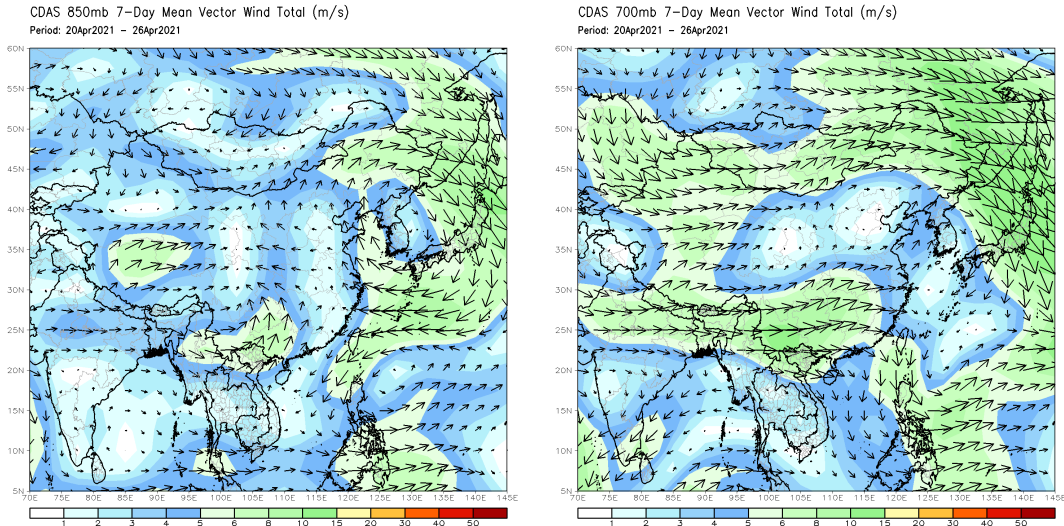 CDAS 850mb 7-Day Mean Vector Wind Total (m/s)
Period: 20Apr2021 - 26Apr2021
60N
55N
50N
45N
40N
35N
30N
25N
20N
15N
10N
5N
70E 75E 80E 85E 90E 95E 100E 105E 110E 115E 120E 125E 130E 135E 140E 145E
1 2 3 4 5 6 8 10 15 20 30 40 50
CDAS 700mb 7-Day Mean Vector Wind Total (m/s)
Period: 20Apr2021 - 26Apr2021
60N
55N
50N
45N
40N
35N
30N
25N
20N
15N
10N
5N
70E 75E 80E 85E 90E 95E 100E 105E 110E 115E 120E 125E 130E 135E 140E 145E
1 2 3 4 5 6 8 10 15 20 30 40 50